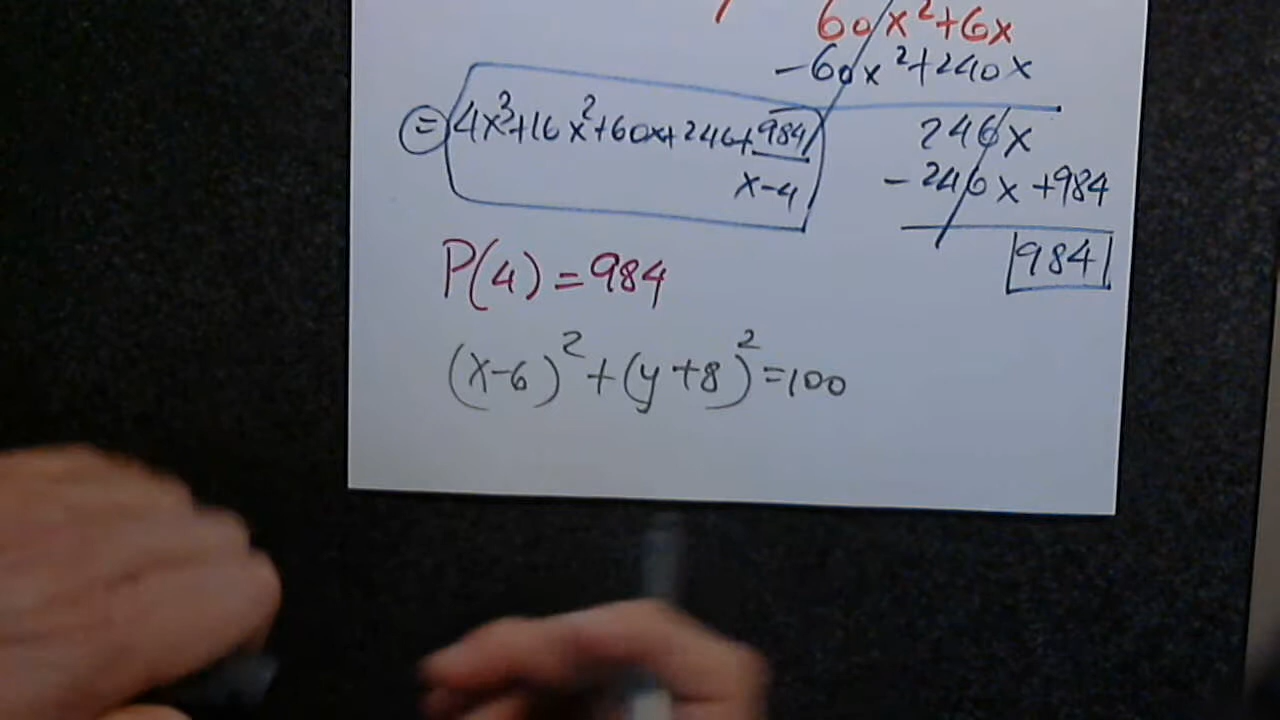 60x²+6x
-60x²+240x
= 4x³+16x²+60x+246+984/x-4
246x
-246x+984
984
P(4)=984
(x-6)²+(y+8)²=100